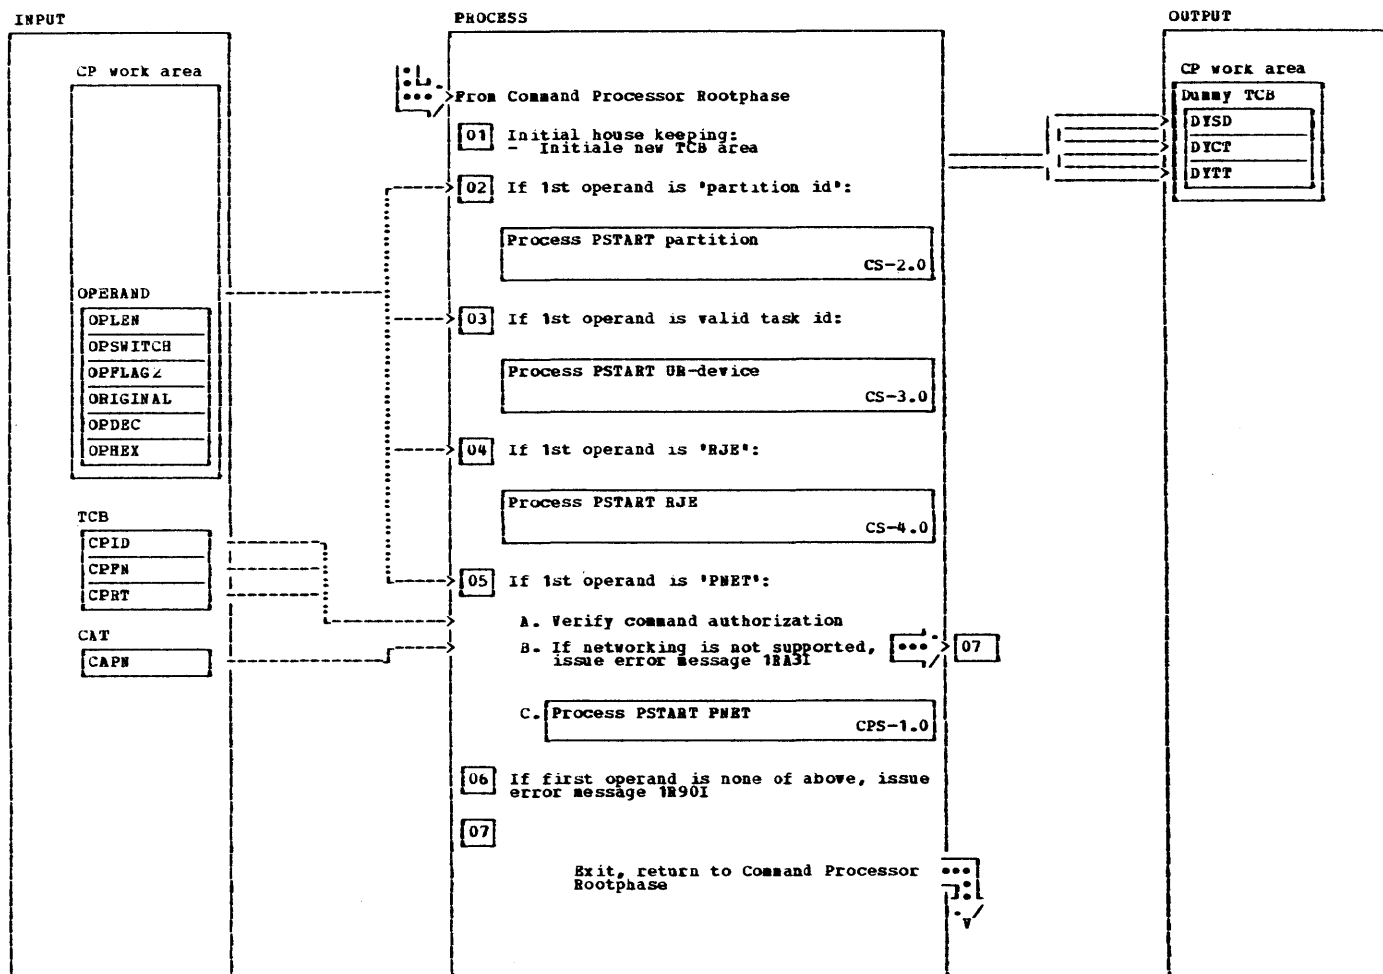 INPUT
PROCESS
OUTPUT
CP work area
OPERAND
OPLEN
OPSWITCH
OPFLAG2
ORIGINAL
OPDEC
OPHEX
TCB
CPID
CPFN
CPRT
CAT
CAPN
From Command Processor Rootphase
01 Initial house keeping:
- Initiale new TCB area
02 If 1st operand is 'partition id':
Process PSTART partition
CS-2.0
03 If 1st operand is valid task id:
Process PSTART UR-device
CS-3.0
04 If 1st operand is 'RJE':
Process PSTART RJE
CS-4.0
05 If 1st operand is 'PNET':
A. Verify command authorization
B. If networking is not supported,
issue error message 1RA3I
07
C. Process PSTART PNET
CPS-1.0
06 If first operand is none of above, issue
error message 1R90I
07
Exit, return to Command Processor
Rootphase
CP work area
Dummy TCB
DYSD
DYCT
DYTT